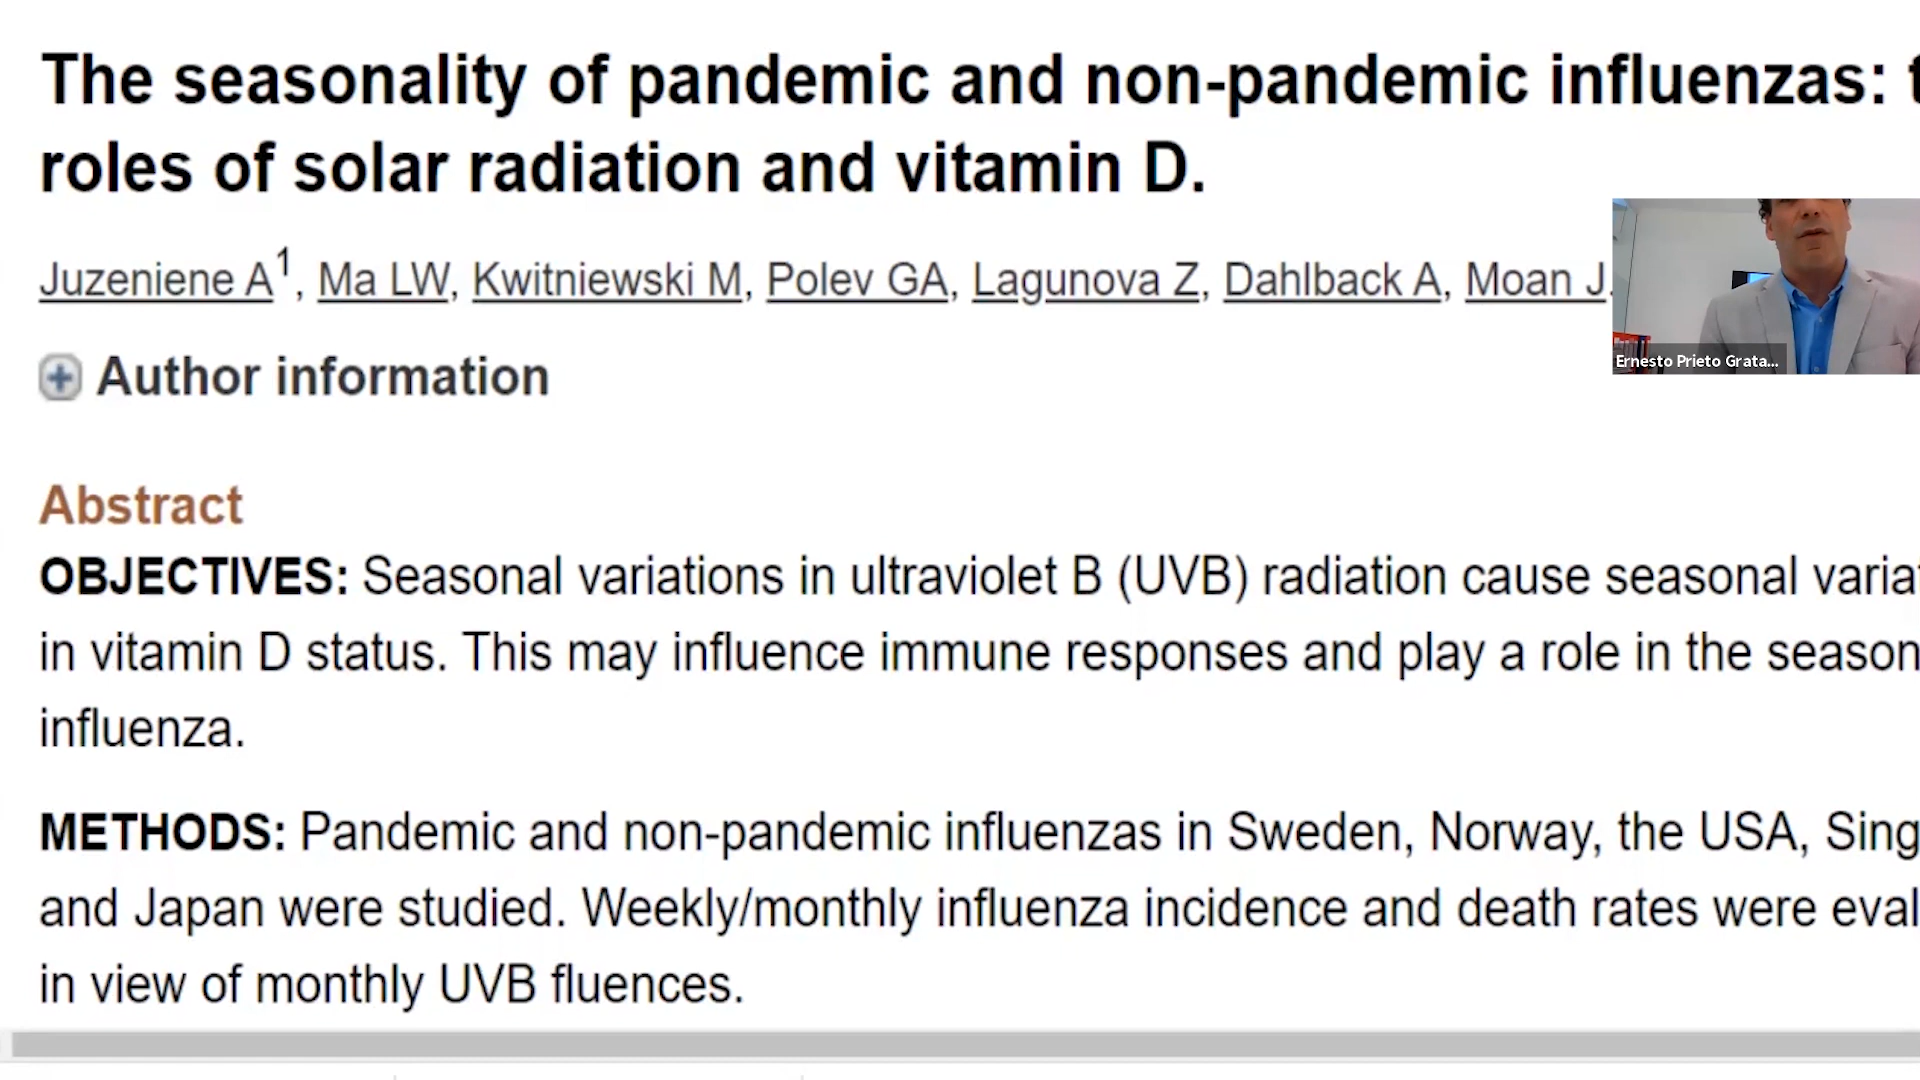 The seasonality of pandemic and non-pandemic influenzas:
roles of solar radiation and vitamin D.
Juzeniene A1, Ma LW, Kwitniewski M, Polev GA, Lagunova Z, Dahlback A, Moan J.
Ernesto Prieto Grata...
Author information
Abstract
OBJECTIVES: Seasonal variations in ultraviolet B (UVB) radiation cause seasonal variat
in vitamin D status. This may influence immune responses and play a role in the season
influenza.
METHODS: Pandemic and non-pandemic influenzas in Sweden, Norway, the USA, Sing
and Japan were studied. Weekly/monthly influenza incidence and death rates were eval
in view of monthly UVB fluences.